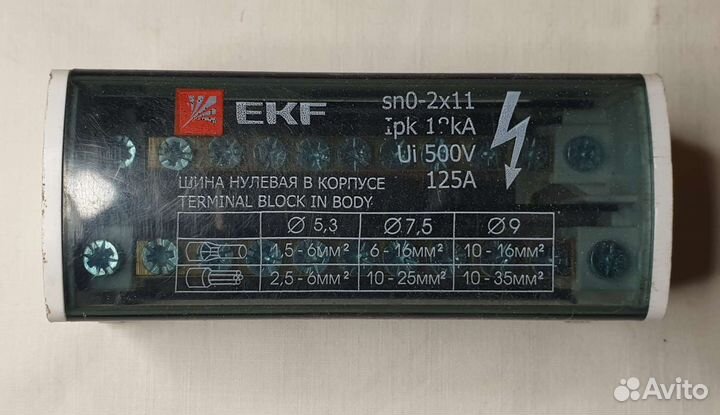 EKF
sn0-2x11
Ipk kA
Ui 500V
125A
ШИНА НУЛЕВАЯ В КОРПУСЕ
TERMINAL BLOCK IN BODY
Ø 5,3 Ø7,5 Ø9
1,5-6мм² 6-16мм² 10-16мм²
2,5-6мм² 10-25мм² 10-35мм²
Avito